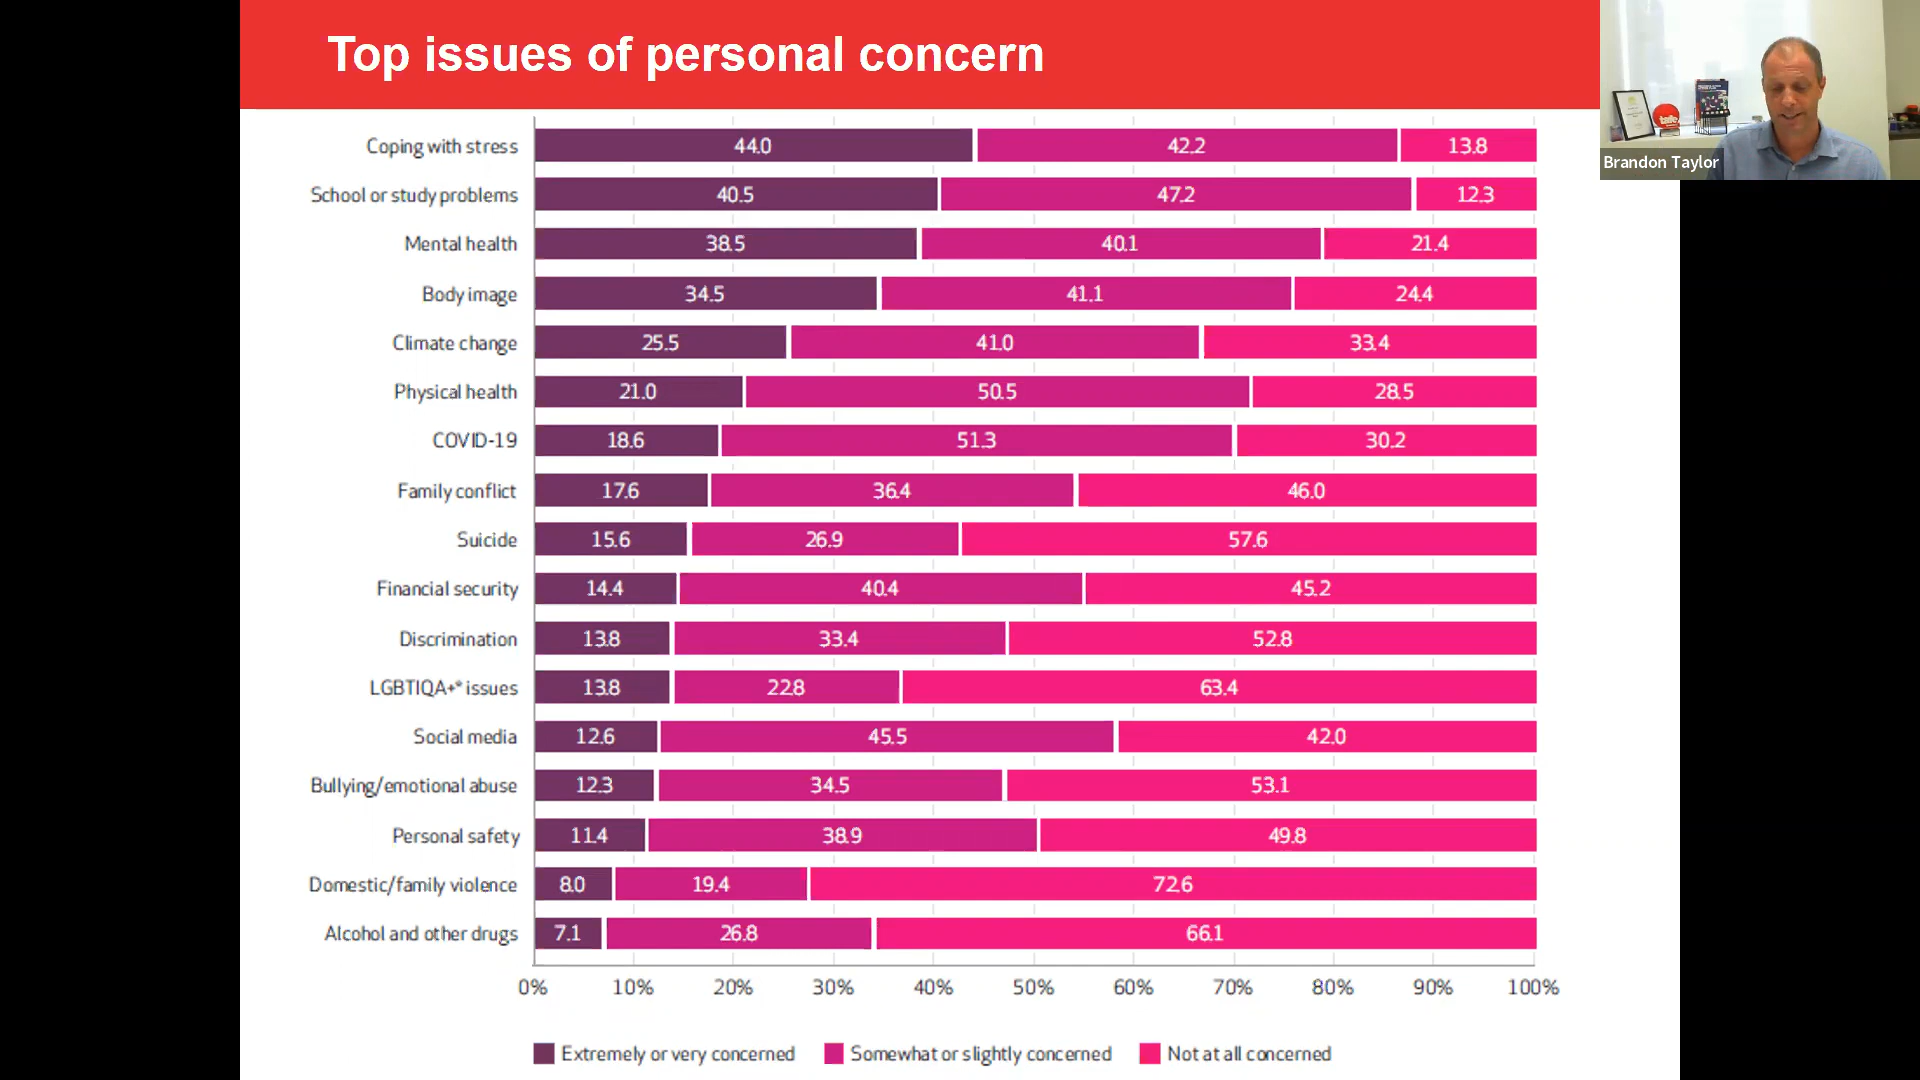 Top issues of personal concern
Brandon Taylor
tafe
Coping with stress 44.0 42.2 13.8
School or study problems 40.5 47.2 12.3
Mental health 38.5 40.1 21.4
Body image 34.5 41.1 24.4
Climate change 25.5 41.0 33.4
Physical health 21.0 50.5 28.5
COVID-19 18.6 51.3 30.2
Family conflict 17.6 36.4 46.0
Suicide 15.6 26.9 57.6
Financial security 14.4 40.4 45.2
Discrimination 13.8 33.4 52.8
LGBTIQA+* issues 13.8 22.8 63.4
Social media 12.6 45.5 42.0
Bullying/emotional abuse 12.3 34.5 53.1
Personal safety 11.4 38.9 49.8
Domestic/family violence 8.0 19.4 72.6
Alcohol and other drugs 7.1 26.8 66.1
0% 10% 20% 30% 40% 50% 60% 70% 80% 90% 100%
Extremely or very concerned Somewhat or slightly concerned Not at all concerned